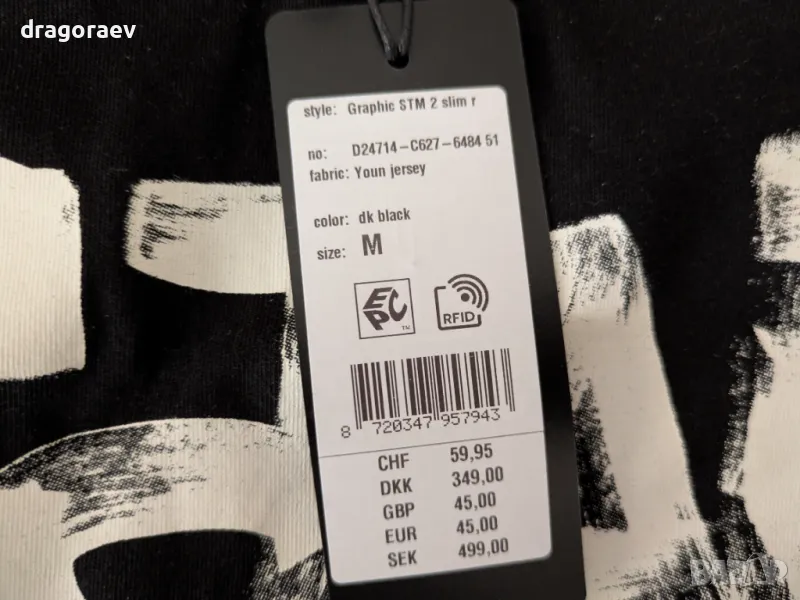 dragoraev
style: Graphic STM 2 slim r
no: D24714-C627-6484 51
fabric: Youn jersey
color: dk black
size: M
EPC TM
RFID
8 720347 957943
CHF 59,95
DKK 349,00
GBP 45,00
EUR 45,00
SEK 499,00